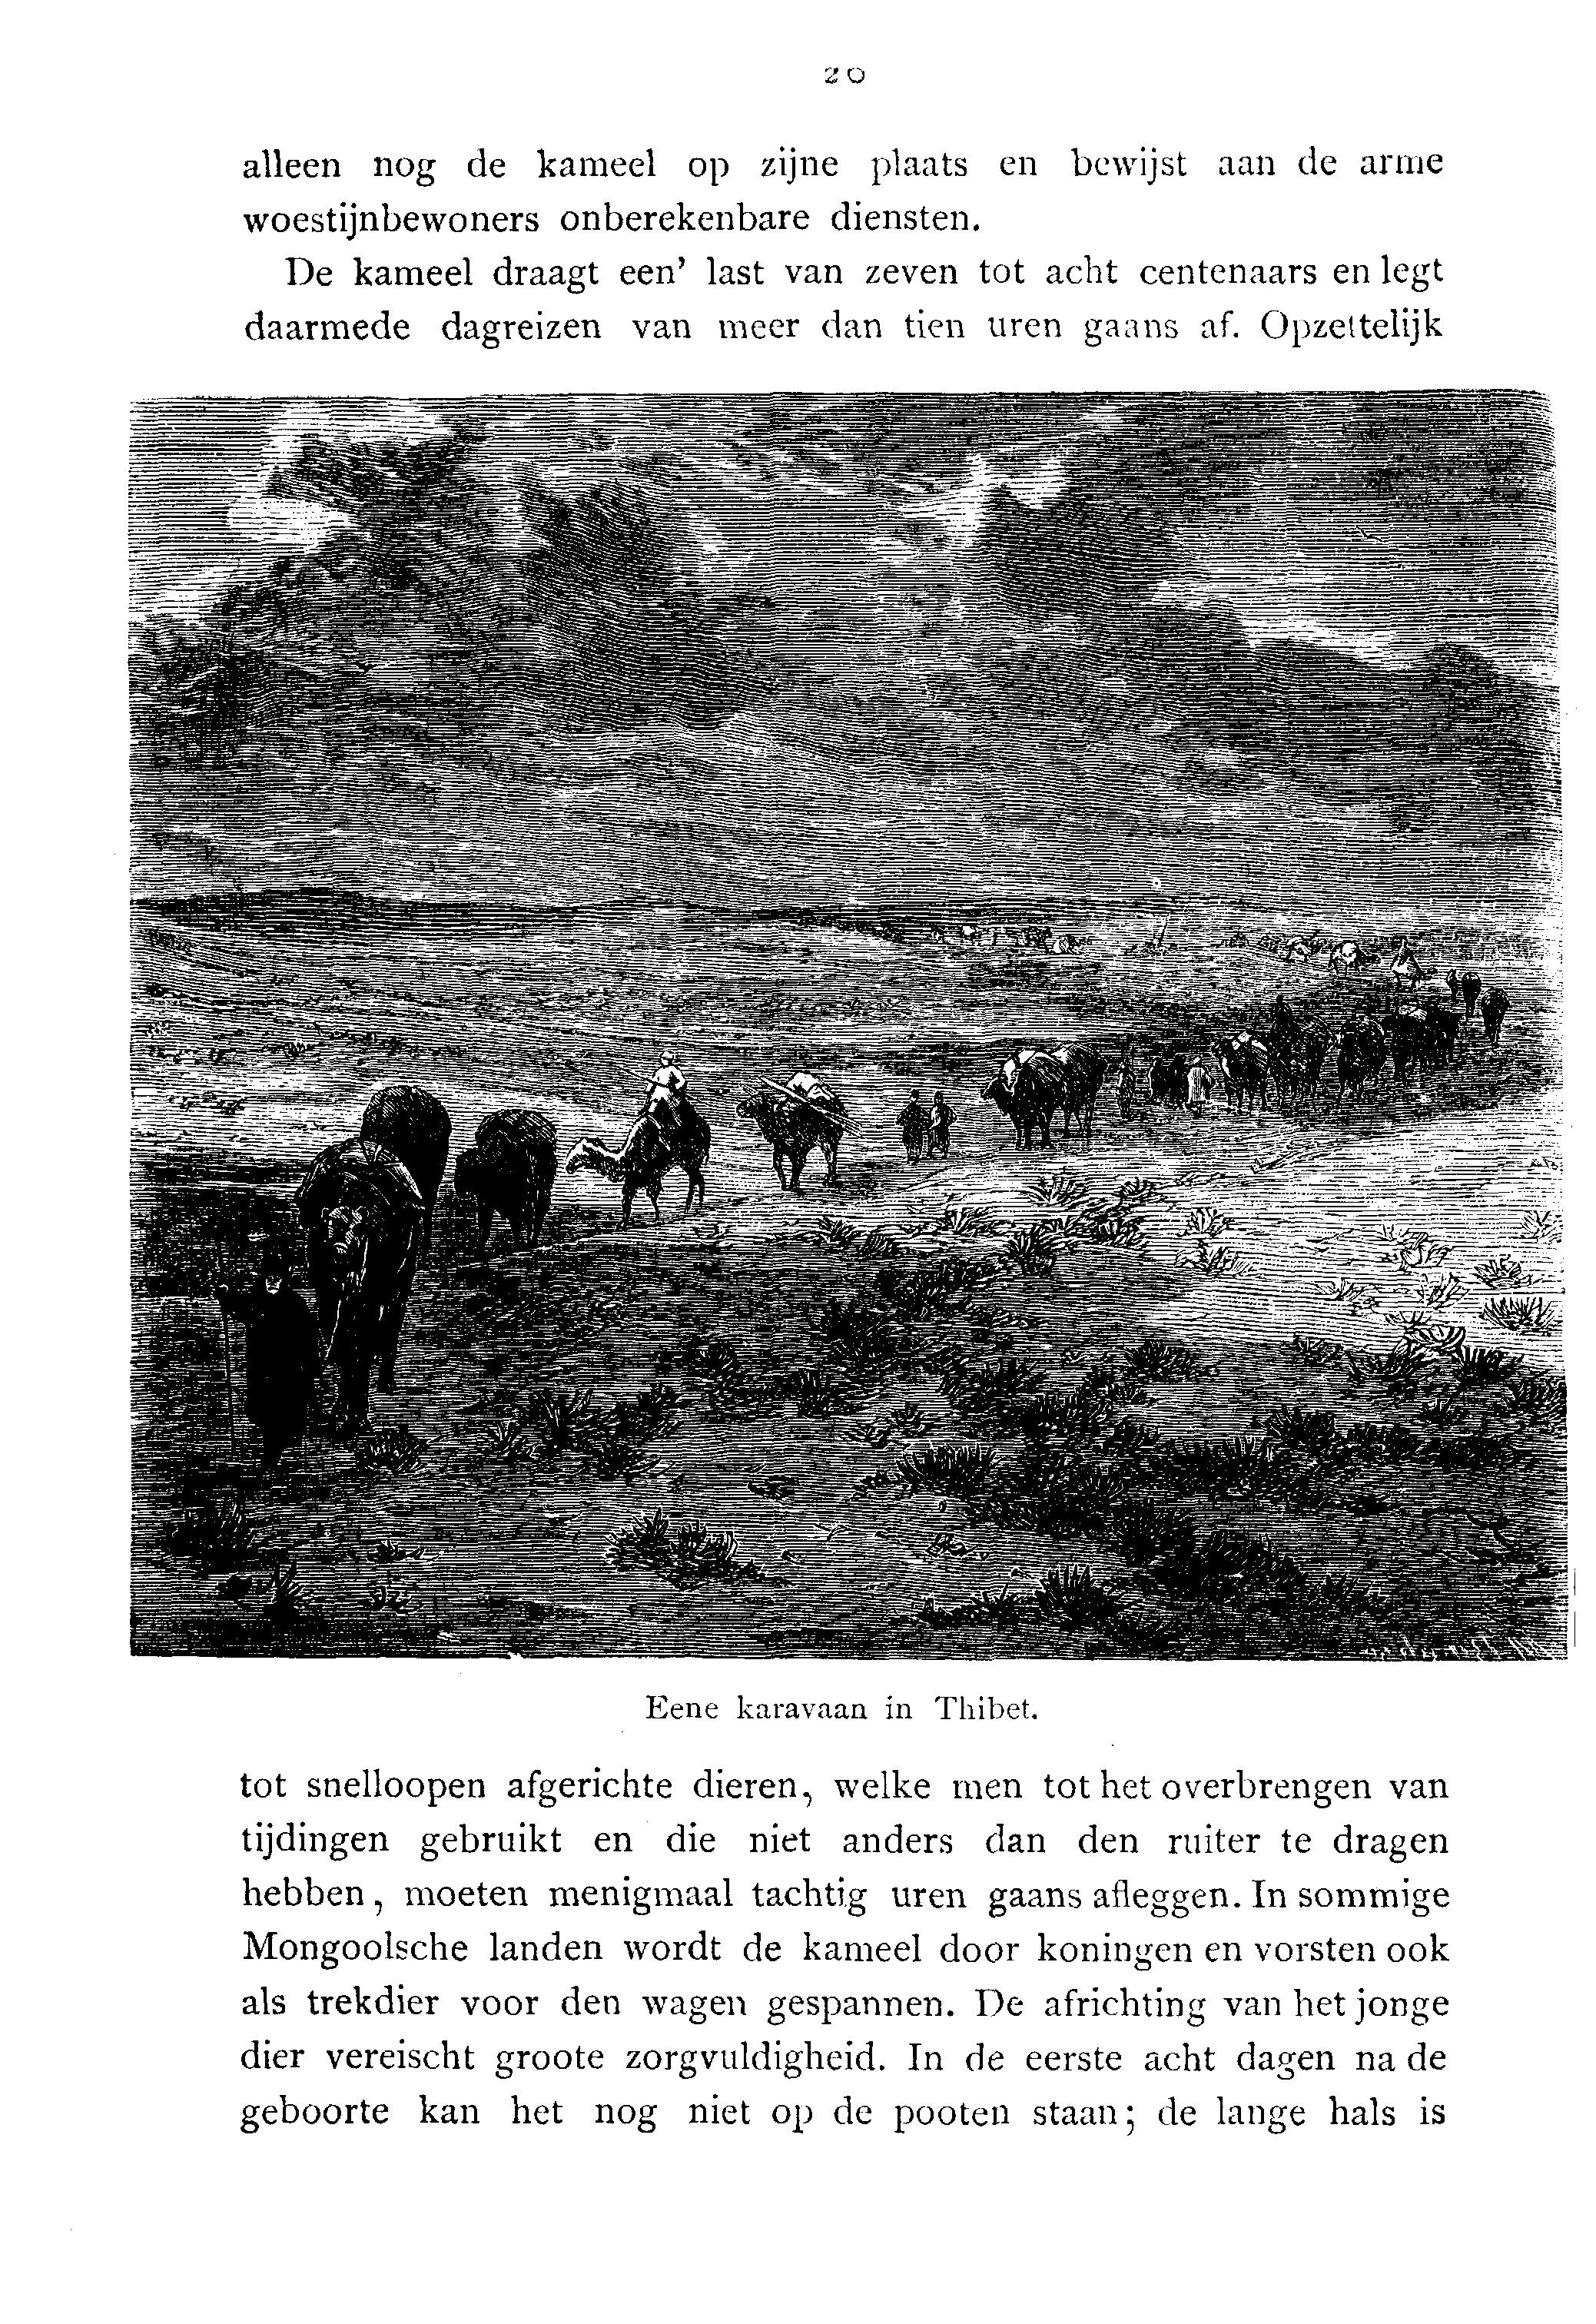 20
alleen nog de kameel op zijne plaats en bewijst aan de arme
woestijnbewoners onberekenbare diensten.
De kameel draagt een’ last van zeven tot acht centenaars en legt
daarmede dagreizen van meer dan tien uren gaans af. Opzettelijk
Eene karavaan in Thibet.
tot snelloopen afgerichte dieren, welke men tot het overbrengen van
tijdingen gebruikt en die niet anders dan den ruiter te dragen
hebben, moeten menigmaal tachtig uren gaans afleggen. In sommige
Mongoolsche landen wordt de kameel door koningen en vorsten ook
als trekdier voor den wagen gespannen. De africhting van het jonge
dier vereischt groote zorgvuldigheid. In de eerste acht dagen na de
geboorte kan het nog niet op de pooten staan; de lange hals is